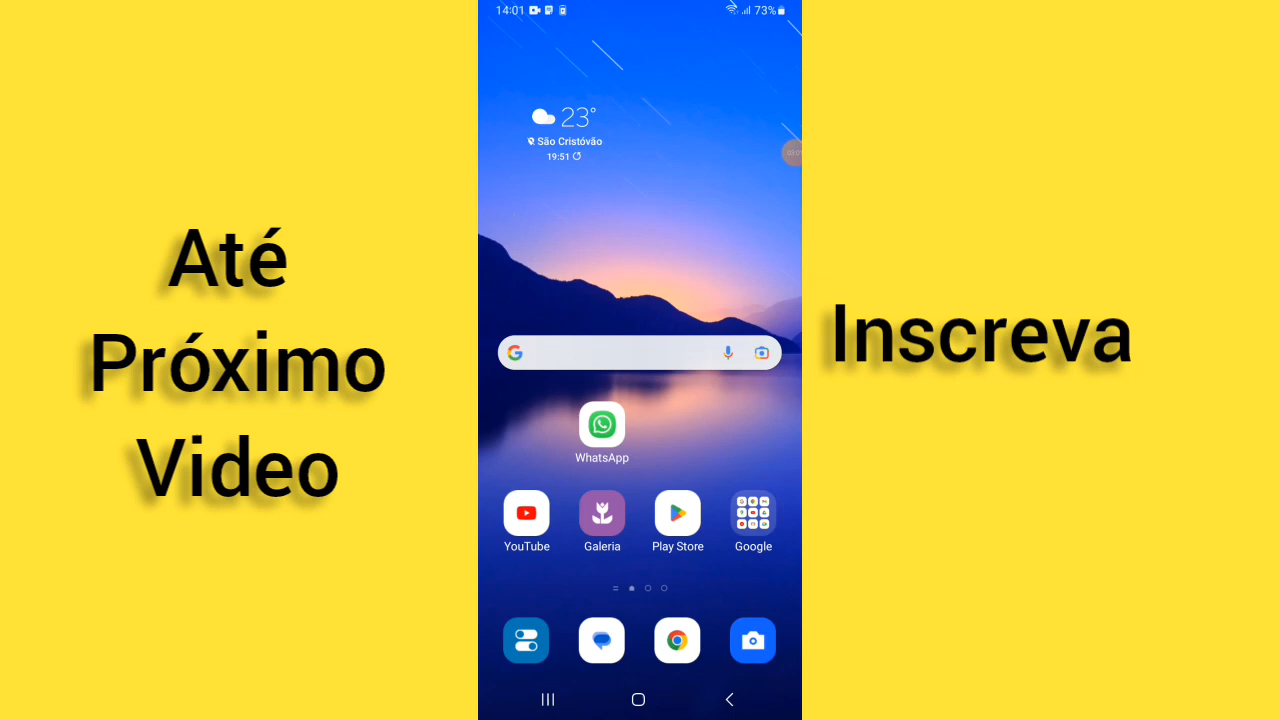 14:01
73%
23°
São Cristóvão
19:51
Até
Próximo
Video
Inscreva
WhatsApp
YouTube
Galeria
Play Store
Google